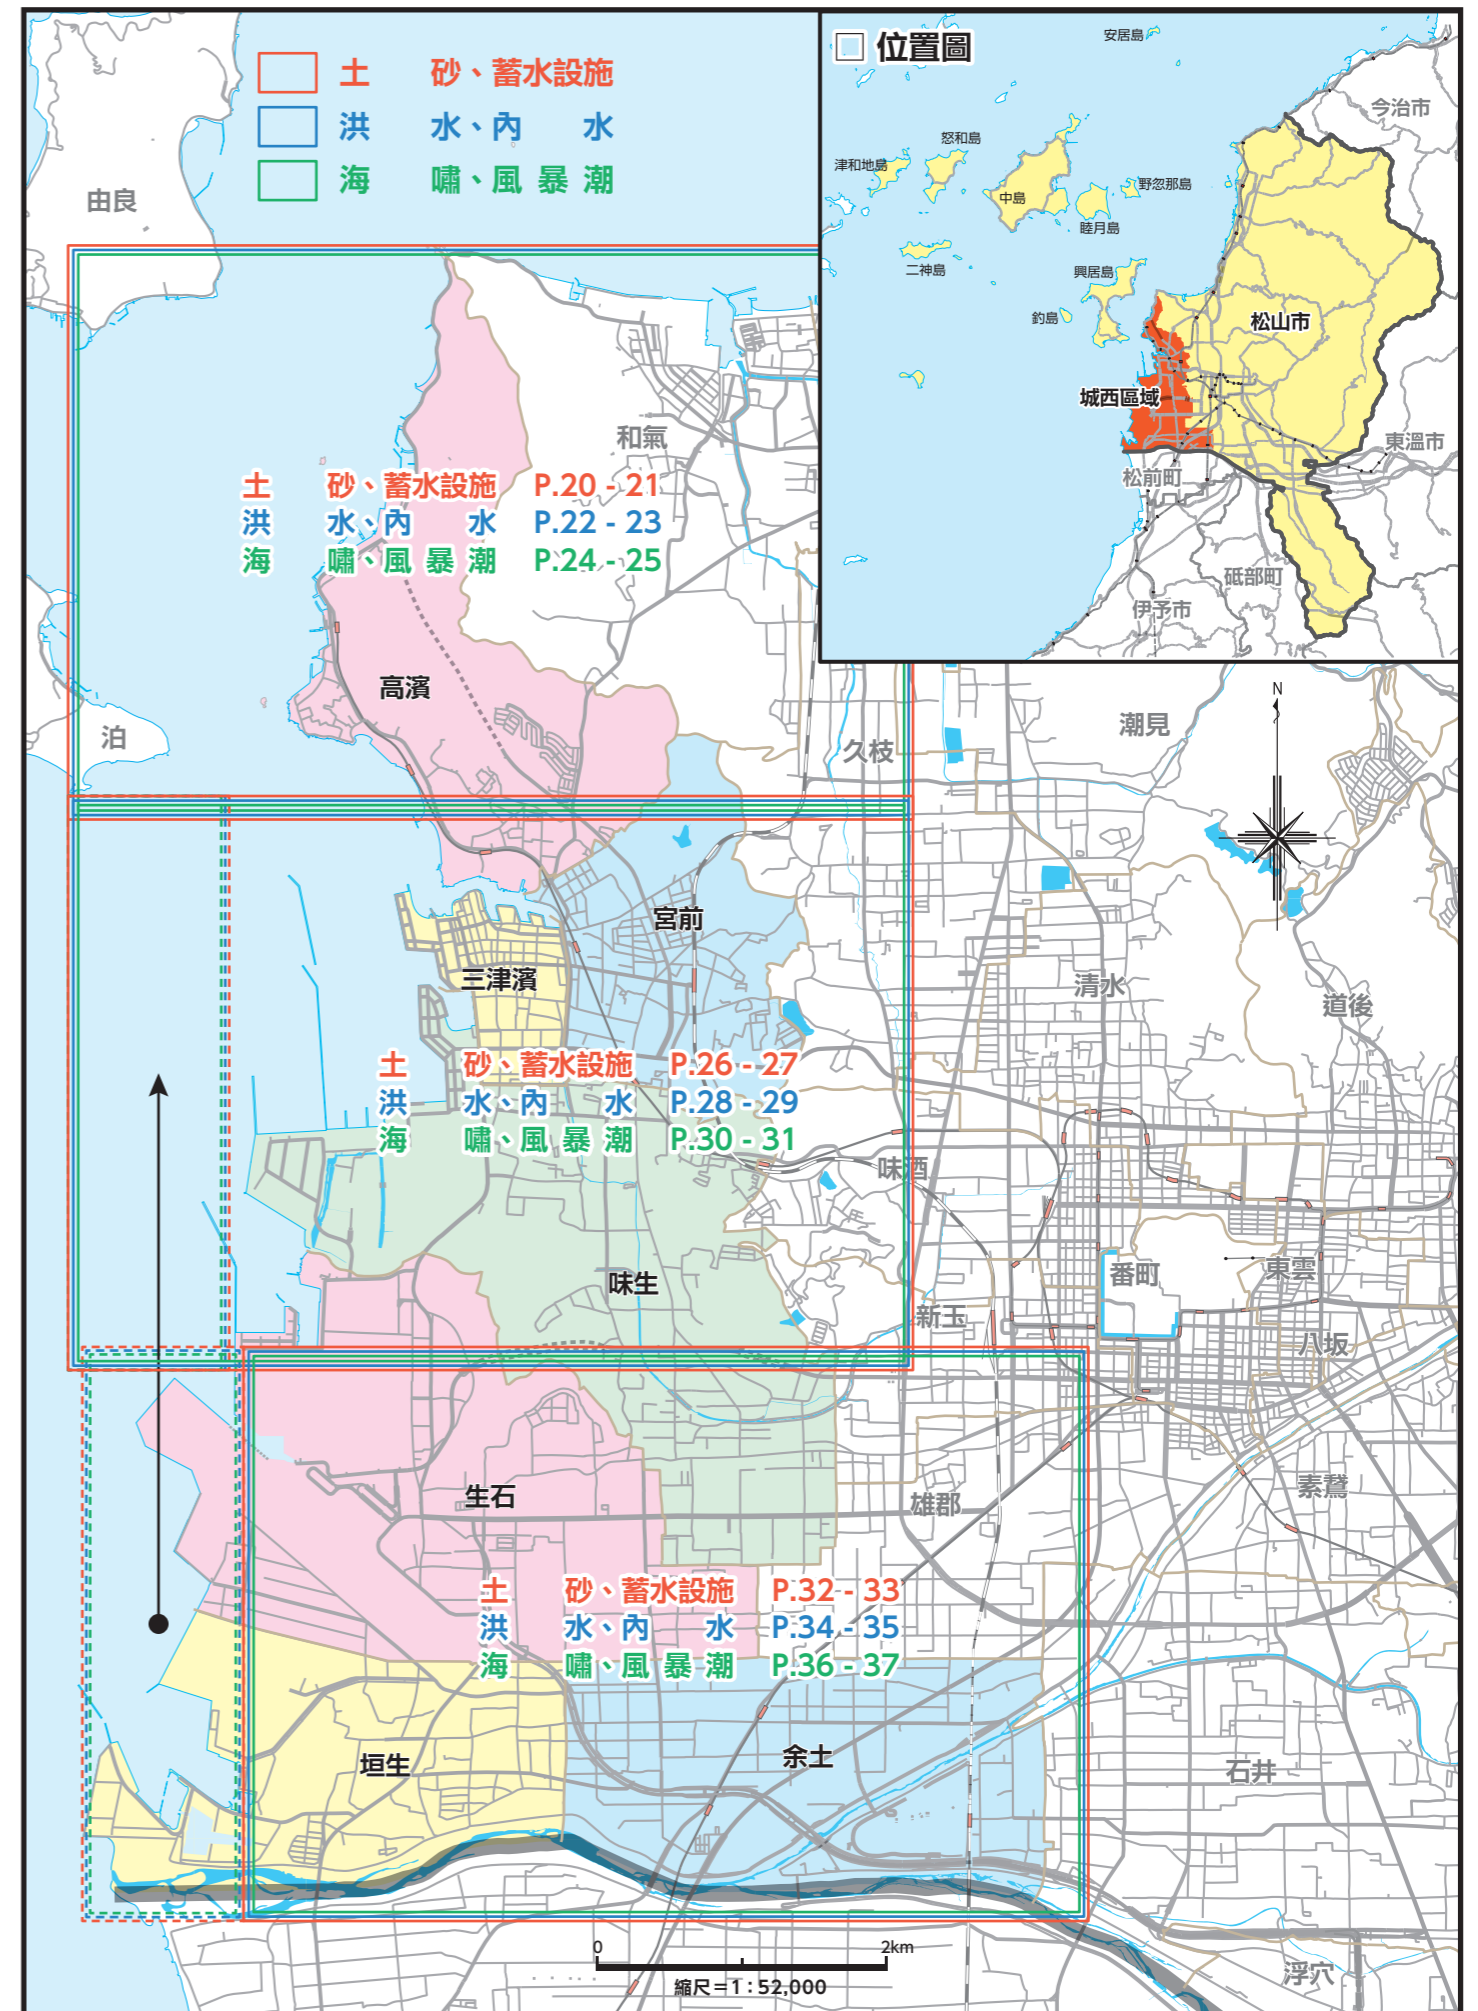 土 砂、蓄水設施
洪 水、內 水
海 嘯、風 暴 潮
位置圖
安居島
今治市
怒和島
津和地島
野忽那島
中島
睦月島
二神島
興居島
釣島
松山市
城西區域
東溫市
松前町
砥部町
伊予市
由良
和氣
土 砂、蓄水設施 P.20 - 21
洪 水、內 水 P.22 - 23
海 嘯、風 暴 潮 P.24 - 25
高濱
泊
久枝
潮見
N
宮前
三津濱
清水
道後
土 砂、蓄水設施 P.26 - 27
洪 水、內 水 P.28 - 29
海 嘯、風 暴 潮 P.30 - 31
味酒
味生
番町
東雲
新玉
八坂
生石
雄郡
素鵞
土 砂、蓄水設施 P.32 - 33
洪 水、內 水 P.34 - 35
海 嘯、風 暴 潮 P.36 - 37
垣生
余土
石井
浮穴
0 2km
縮尺＝1：52,000